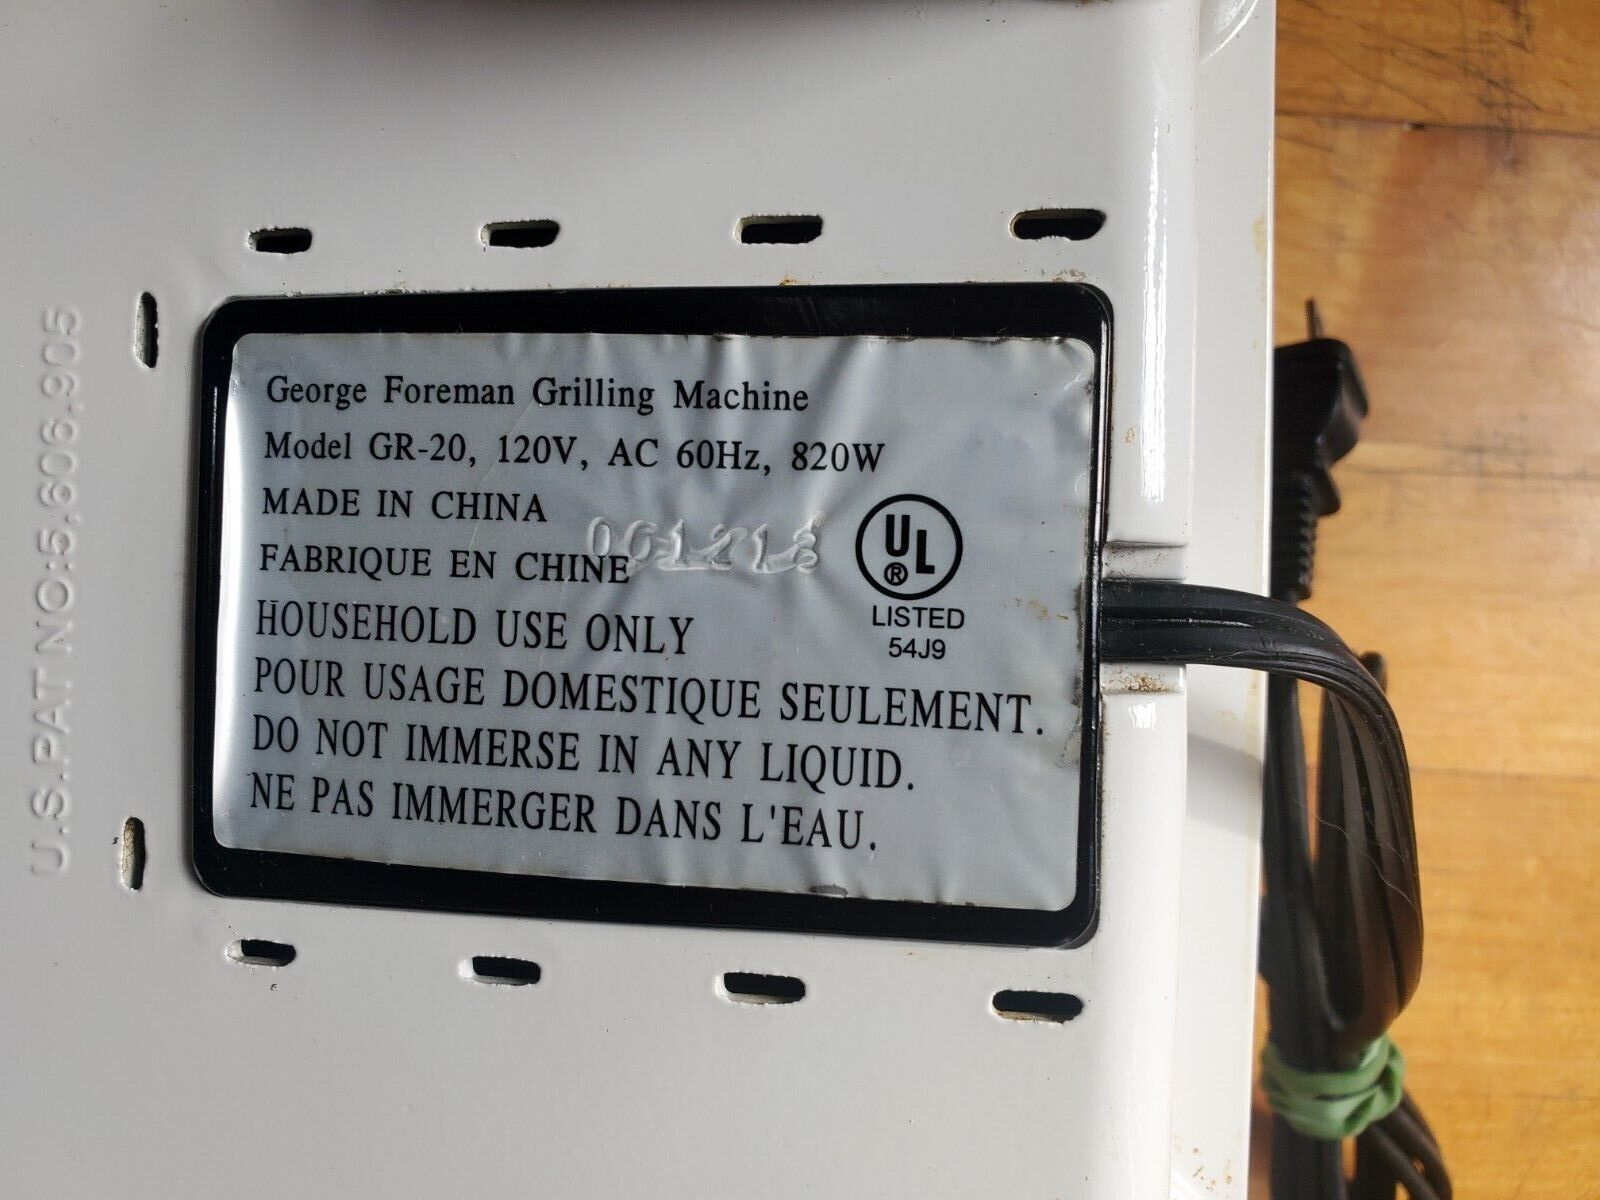 U.S.PAT NO:5.606.905
George Foreman Grilling Machine
Model GR-20, 120V, AC 60Hz, 820W
MADE IN CHINA
FABRIQUE EN CHINE
HOUSEHOLD USE ONLY
POUR USAGE DOMESTIQUE SEULEMENT.
DO NOT IMMERSE IN ANY LIQUID.
NE PAS IMMERGER DANS L'EAU.
UL
®
LISTED
54J9